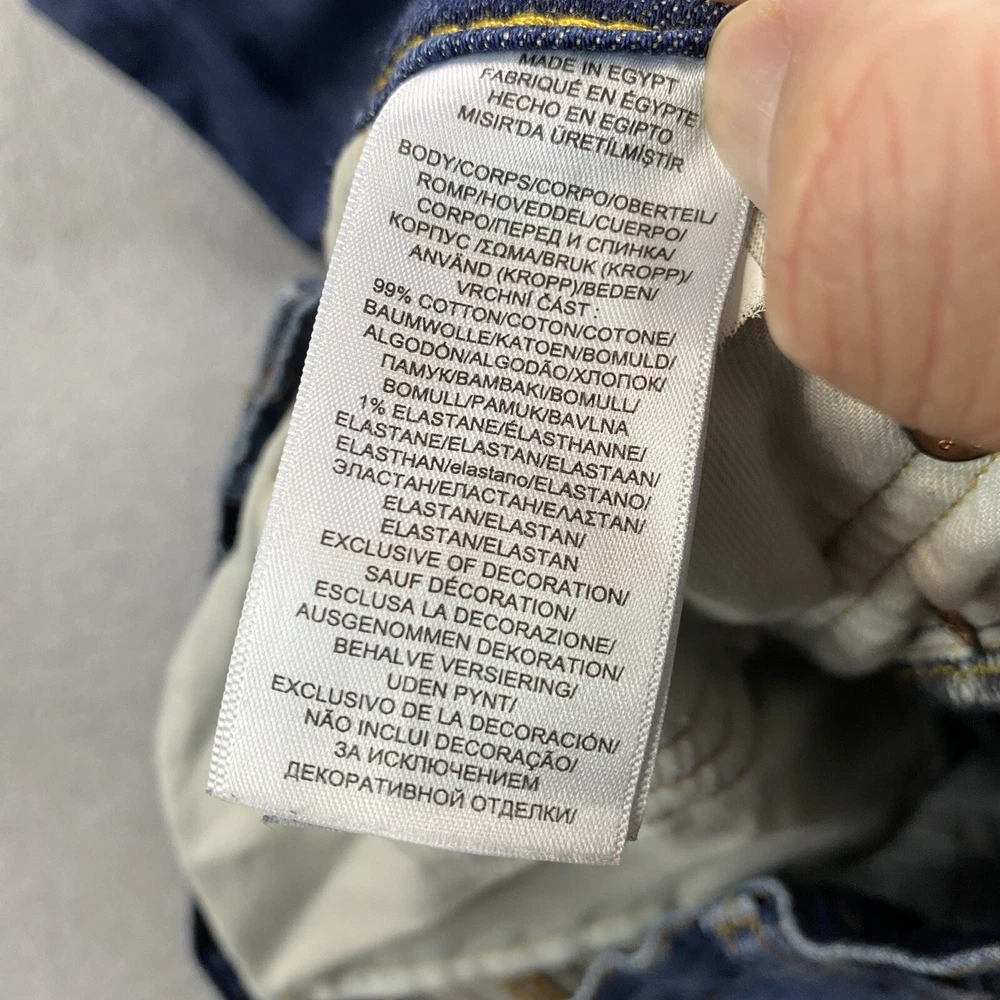 MADE IN EGYPT
FABRIQUÉ EN ÉGYPTE
HECHO EN EGIPTO
MISIR'DA ÜRETİLMİŞTİR
BODY/CORPS/CORPO/OBERTEIL/
ROMP/HOVEDDEL/CUERPO/
CORPO/ПЕРЕД И СПИНКА/
КОРПУС /ΣΩΜΑ/BRUK (KROPP)/
ANVÄND (KROPP)/BEDEN/
VRCHNÍ ČÁST :
99% COTTON/COTON/COTONE/
BAUMWOLLE/KATOEN/BOMULD/
ALGODÓN/ALGODÃO/ХЛОПОК/
ПАМУК/ΒΑΜΒΑΚΙ/BOMULL/
BOMULL/PAMUK/BAVLNA
1% ELASTANE/ÉLASTHANNE/
ELASTANE/ELASTAN/ELASTAAN/
ELASTHAN/elastano/ELASTANO/
ЭЛАСТАН/ЕЛАСТАН/ΕΛΑΣΤΑΝ/
ELASTAN/ELASTAN/
ELASTAN/ELASTAN
EXCLUSIVE OF DECORATION/
SAUF DÉCORATION/
ESCLUSA LA DECORAZIONE/
AUSGENOMMEN DEKORATION/
BEHALVE VERSIERING/
UDEN PYNT/
EXCLUSIVO DE LA DECORACIÓN/
NÃO INCLUI DECORAÇÃO/
ЗА ИСКЛЮЧЕНИЕМ
ДЕКОРАТИВНОЙ ОТДЕЛКИ/